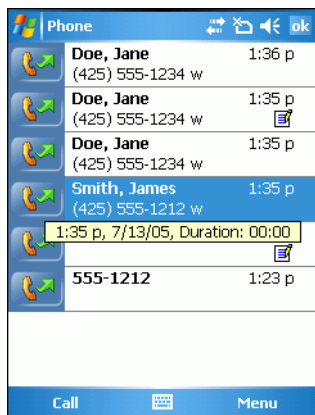 Phone ok
Doe, Jane 1:36 p
(425) 555-1234 w
Doe, Jane 1:35 p
(425) 555-1234 w
Doe, Jane 1:35 p
(425) 555-1234 w
Smith, James 1:35 p
(425) 555-1212 w
1:35 p, 7/13/05, Duration: 00:00
555-1212 1:23 p
Call Menu